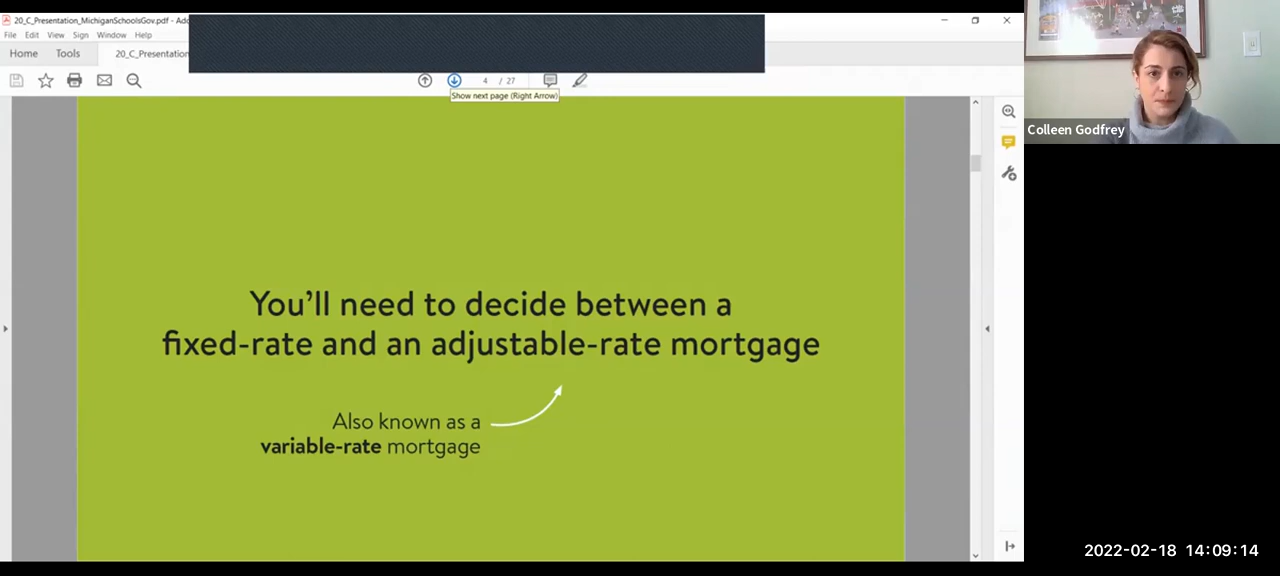 20_C_Presentation_MichiganSchoolsGov.pdf - Ado
File Edit View Sign Window Help
Home Tools 20_C_Presentation
4 / 27
Show next page (Right Arrow)
Colleen Godfrey
You'll need to decide between a
fixed-rate and an adjustable-rate mortgage
Also known as a
variable-rate mortgage
2022-02-18 14:09:14